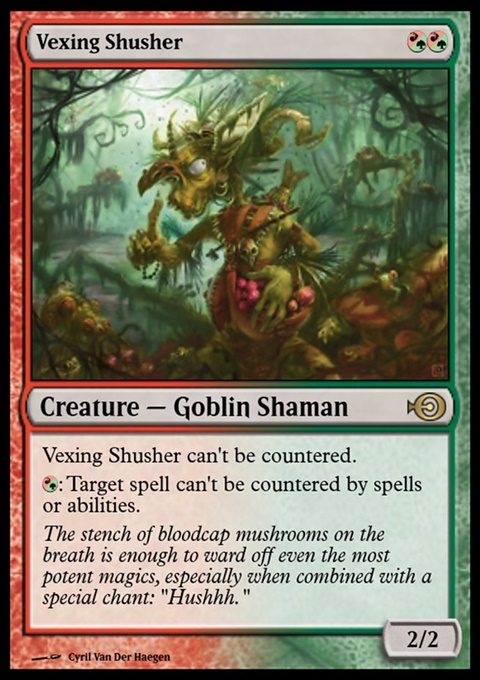 Vexing Shusher
Creature — Goblin Shaman
Vexing Shusher can't be countered.
: Target spell can't be countered by spells
or abilities.
The stench of bloodcap mushrooms on the
breath is enough to ward off even the most
potent magics, especially when combined with a
special chant: "Hushhh."
2/2
Cyril Van Der Haegen